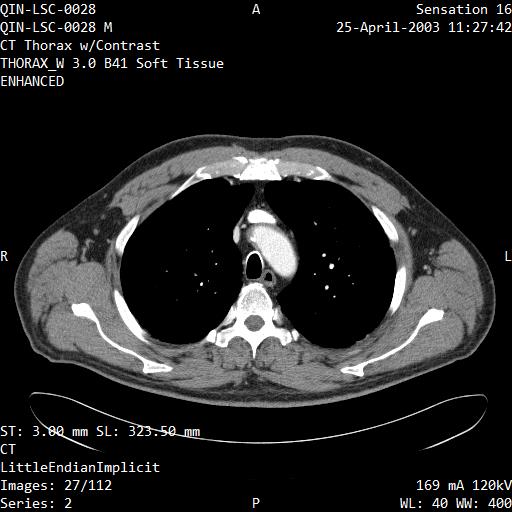 QIN-LSC-0028 A Sensation 16
QIN-LSC-0028 M 25-April-2003 11:27:42
CT Thorax w/Contrast
THORAX_W 3.0 B41 Soft Tissue
ENHANCED
R L
ST: 3.00 mm SL: 323.50 mm
CT
LittleEndianImplicit
Images: 27/112 169 mA 120kV
Series: 2 P WL: 40 WW: 400